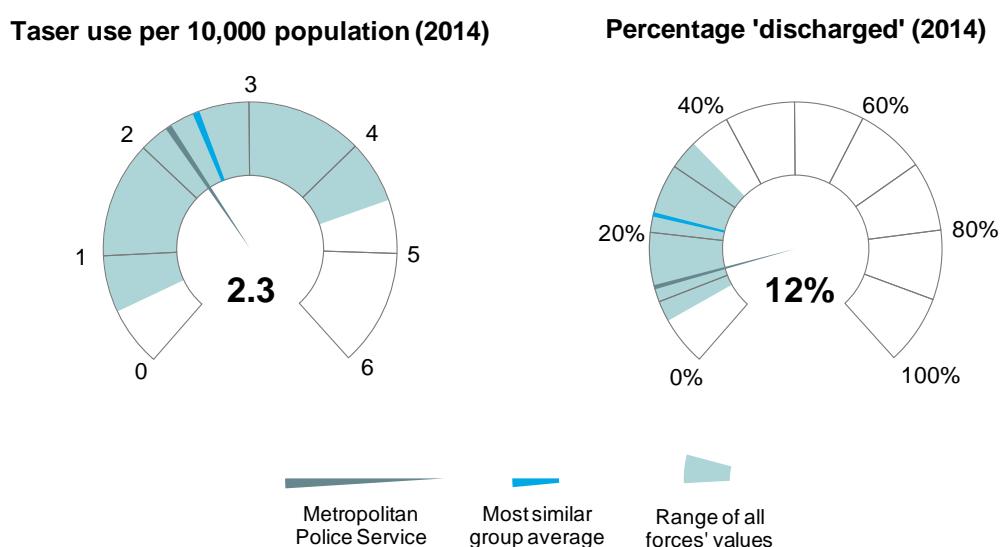 Taser use per 10,000 population (2014)
0
1
2
3
4
5
6
2.3
Percentage 'discharged' (2014)
0%
20%
40%
60%
80%
100%
12%
Metropolitan
Police Service
Most similar
group average
Range of all
forces' values